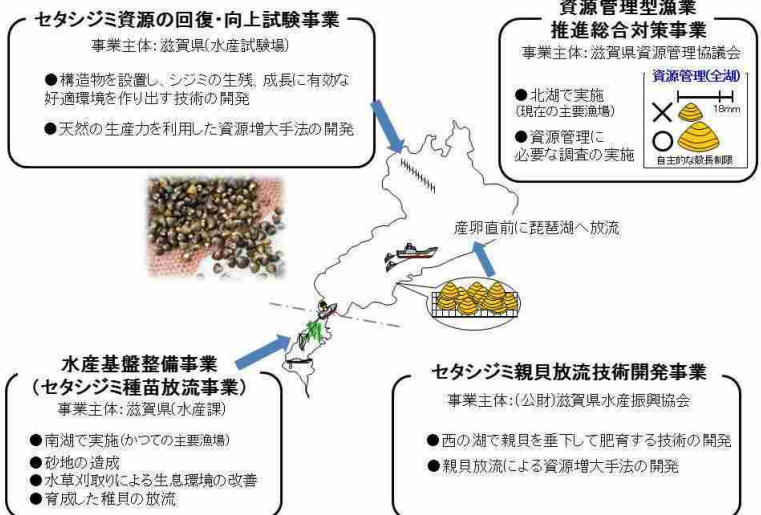 セタシジミ資源の回復・向上試験事業
事業主体：滋賀県(水産試験場)
●構造物を設置し、シジミの生残、成長に有効な
好適環境を作り出す技術の開発
●天然の生産力を利用した資源増大手法の開発
資源管理型漁業
推進総合対策事業
事業主体：滋賀県資源管理協議会
●北湖で実施
(現在の主要漁場)
●資源管理に
必要な調査の実施
資源管理(全湖)
18mm
自主的な殻長制限
産卵直前に琵琶湖へ放流
水産基盤整備事業
(セタシジミ種苗放流事業)
事業主体：滋賀県(水産課)
●南湖で実施(かつての主要漁場)
●砂地の造成
●水草刈取りによる生息環境の改善
●育成した稚貝の放流
セタシジミ親貝放流技術開発事業
事業主体：(公財)滋賀県水産振興協会
●西の湖で親貝を垂下して肥育する技術の開発
●親貝放流による資源増大手法の開発